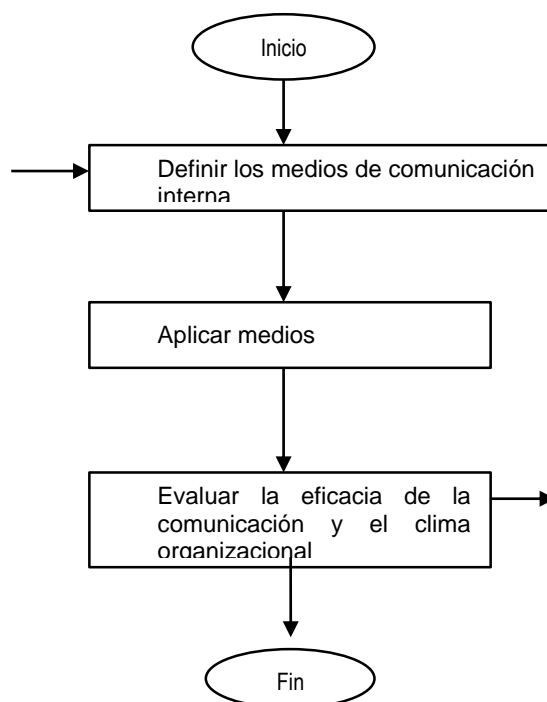 Inicio
Definir los medios de comunicación
interna
Aplicar medios
Evaluar la eficacia de la
comunicación y el clima
organizacional
Fin